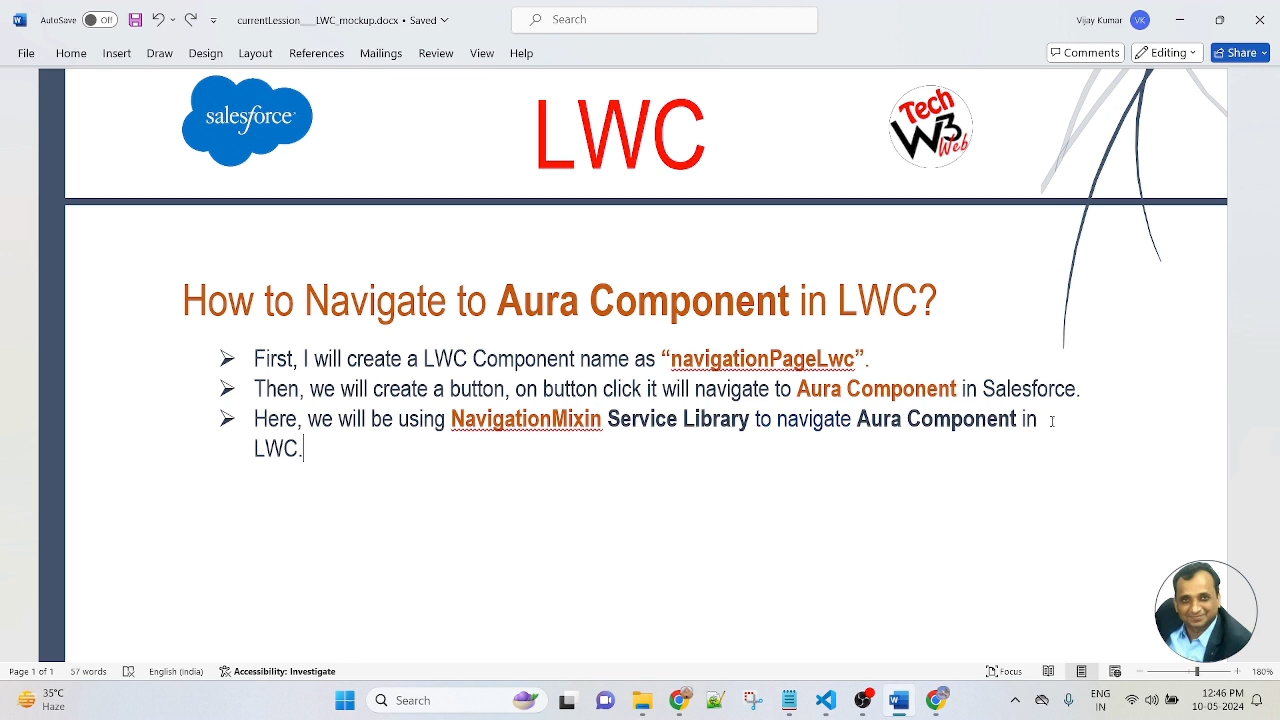 AutoSave Off currentLesson___LWC_mockup.docx • Saved Search Vijay Kumar VK
File Home Insert Draw Design Layout References Mailings Review View Help Comments Editing Share
salesforce LWC Tech W3 Web
How to Navigate to Aura Component in LWC?
First, I will create a LWC Component name as “navigationPageLwc”.
Then, we will create a button, on button click it will navigate to Aura Component in Salesforce.
Here, we will be using NavigationMixin Service Library to navigate Aura Component in
LWC.
Page 1 of 1 57 words English (India) Accessibility: Investigate Focus 180%
35°C
Haze
Search
ENG
IN
12:46 PM
10-05-2024